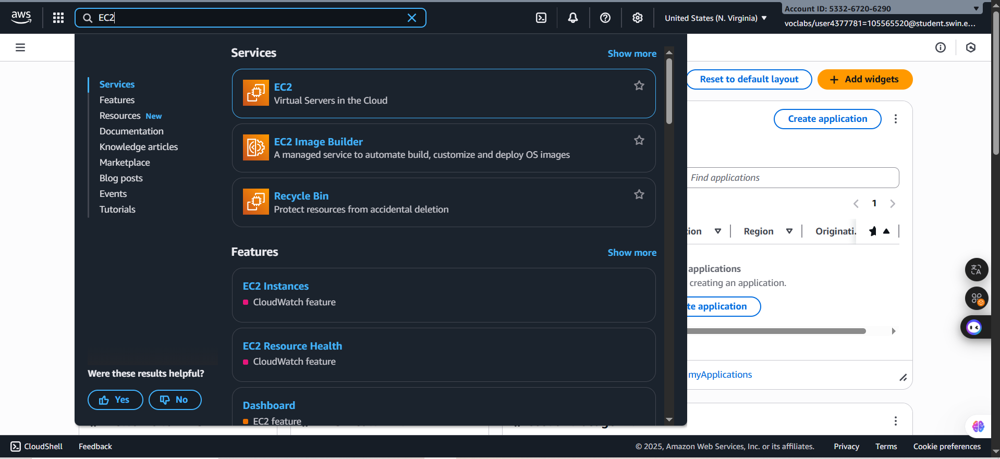 aws
EC2
United States (N. Virginia)
Account ID: 5332-6720-6290
voclabs/user4377781=105565520@student.swin.e...
Services
Features
Resources New
Documentation
Knowledge articles
Marketplace
Blog posts
Events
Tutorials
Were these results helpful?
Yes
No
Services
Show more
EC2
Virtual Servers in the Cloud
EC2 Image Builder
A managed service to automate build, customize and deploy OS images
Recycle Bin
Protect resources from accidental deletion
Features
Show more
EC2 Instances
CloudWatch feature
EC2 Resource Health
CloudWatch feature
Dashboard
EC2 feature
Reset to default layout
+ Add widgets
Create application
Find applications
1
tion
Region
Originati...
applications
creating an application.
te application
myApplications
CloudShell
Feedback
© 2025, Amazon Web Services, Inc. or its affiliates.
Privacy
Terms
Cookie preferences